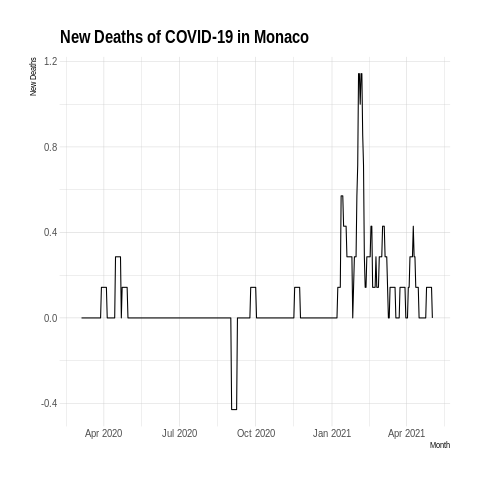 New Deaths of COVID-19 in Monaco
New Deaths
1.2
0.8
0.4
0.0
-0.4
Apr 2020
Jul 2020
Oct 2020
Jan 2021
Apr 2021
Month